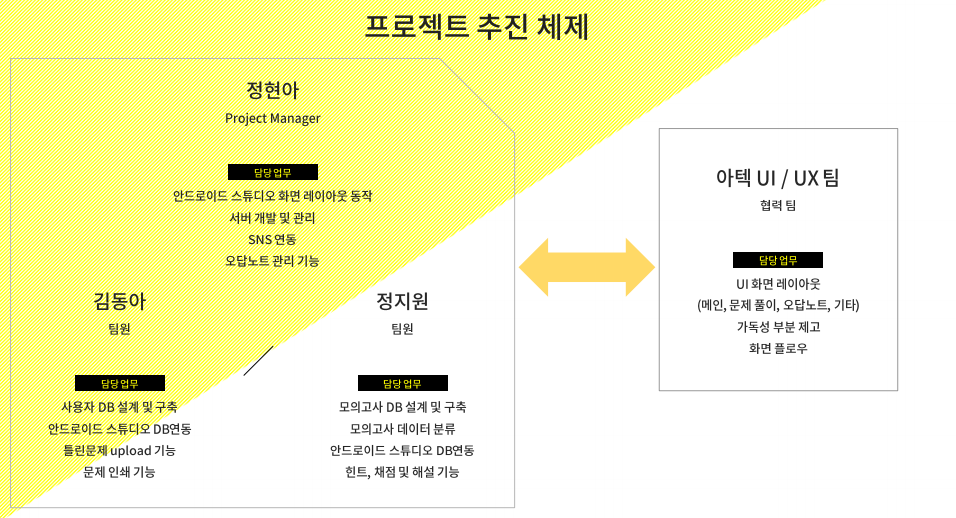 프로젝트 추진 체제
정현아
Project Manager
담당 업무
안드로이드 스튜디오 화면 레이아웃 동작
서버 개발 및 관리
SNS 연동
오답노트 관리 기능
김동아
팀원
담당 업무
사용자 DB 설계 및 구축
안드로이드 스튜디오 DB연동
틀린문제 upload 기능
문제 인쇄 기능
정지원
팀원
담당 업무
모의고사 DB 설계 및 구축
모의고사 데이터 분류
안드로이드 스튜디오 DB연동
힌트, 채점 및 해설 기능
아텍 UI / UX 팀
협력 팀
담당 업무
UI 화면 레이아웃
(메인, 문제 풀이, 오답노트, 기타)
가독성 부분 제고
화면 플로우